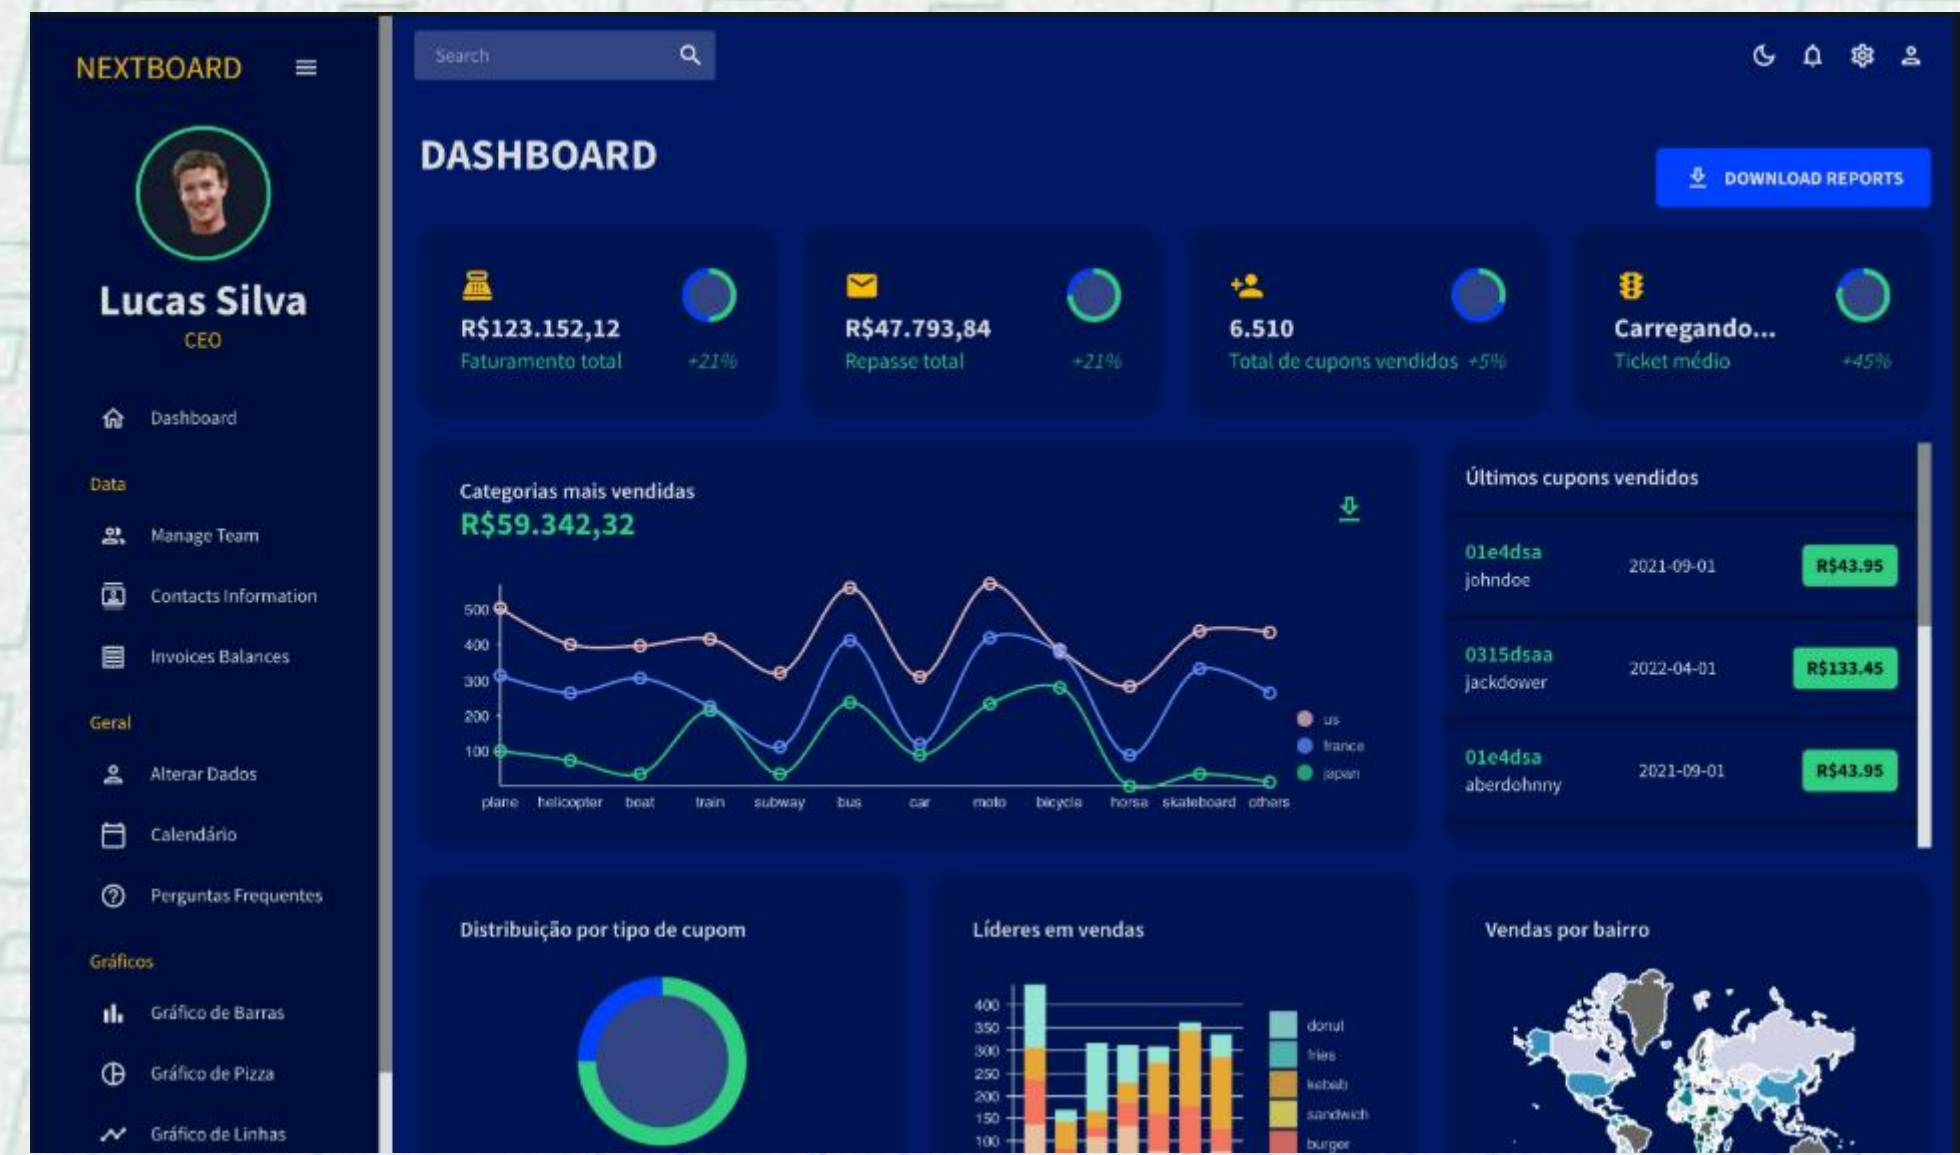 NEXTBOARD
Lucas Silva
CEO
Dashboard
Data
Manage Team
Contacts Information
Invoices Balances
Geral
Alterar Dados
Calendário
Perguntas Frequentes
Gráficos
Gráfico de Barras
Gráfico de Pizza
Gráfico de Linhas
Search
DASHBOARD
DOWNLOAD REPORTS
R$123.152,12
Faturamento total +21%
R$47.793,84
Repasse total +21%
6.510
Total de cupons vendidos +5%
Carregando...
Ticket médio +45%
Categorias mais vendidas
R$59.342,32
500
400
300
200
100
plane helicopter boat train subway bus car moto bicycle horse skateboard others
us
france
japan
Últimos cupons vendidos
01e4dsa
johndoe
2021-09-01
R$43.95
0315dsaa
jackdower
2022-04-01
R$133.45
01e4dsa
aberdohnny
2021-09-01
R$43.95
Distribuição por tipo de cupom
Líderes em vendas
400
350
300
250
200
150
100
donut
fries
kebab
sandwich
burger
Vendas por bairro